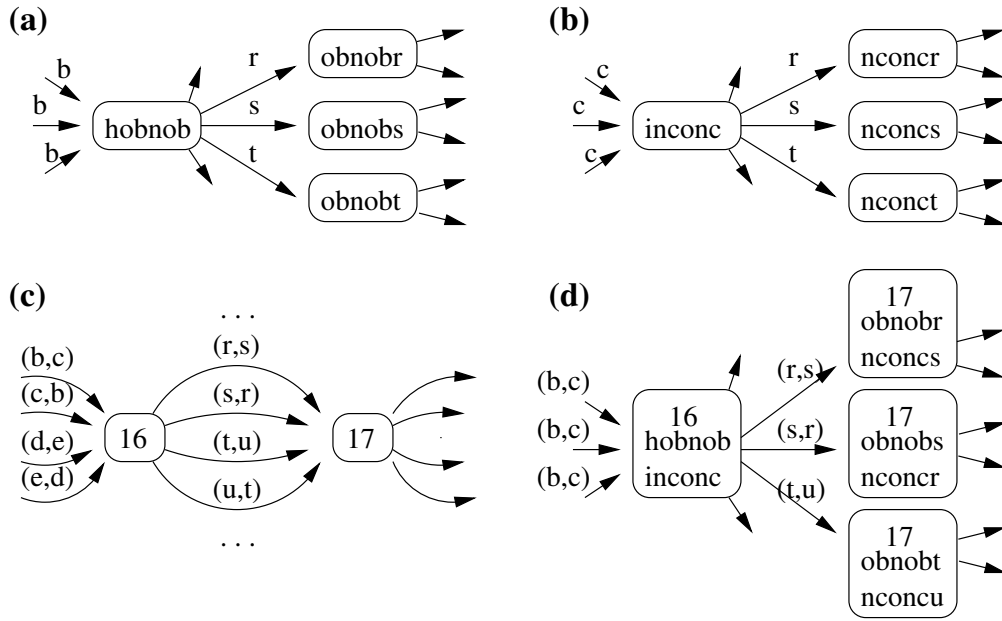 (a)
b
b
b
hobnob
r
s
t
obnobr
obnobs
obnobt
(b)
c
c
c
inconc
r
s
t
nconcr
nconcs
nconct
(c)
(b,c)
(c,b)
(d,e)
(e,d)
16
. . .
(r,s)
(s,r)
(t,u)
(u,t)
. . .
17
(d)
(b,c)
(b,c)
(b,c)
16
hobnob
inconc
(r,s)
(s,r)
(t,u)
17
obnobr
nconcs
17
obnobs
nconcr
17
obnobt
nconcu